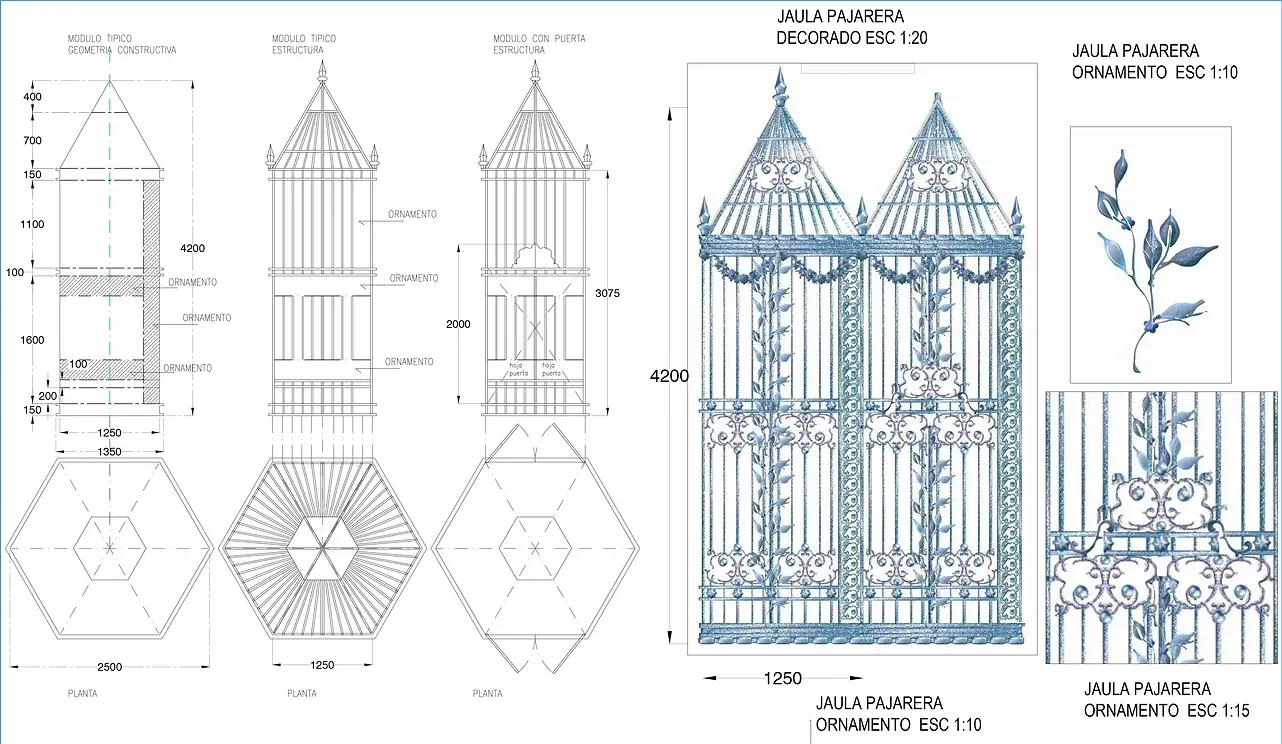 MODULO TIPICO
GEOMETRIA CONSTRUCTIVA
400
700
150
1100
100
1600
200
150
100
4200
ORNAMENTO
ORNAMENTO
ORNAMENTO
1250
1350
2500
PLANTA
MODULO TIPICO
ESTRUCTURA
ORNAMENTO
ORNAMENTO
ORNAMENTO
1250
PLANTA
MODULO CON PUERTA
ESTRUCTURA
2000
3075
hoja
puerta
hoja
puerta
PLANTA
JAULA PAJARERA
DECORADO ESC 1:20
4200
1250
JAULA PAJARERA
ORNAMENTO ESC 1:10
JAULA PAJARERA
ORNAMENTO ESC 1:10
JAULA PAJARERA
ORNAMENTO ESC 1:15